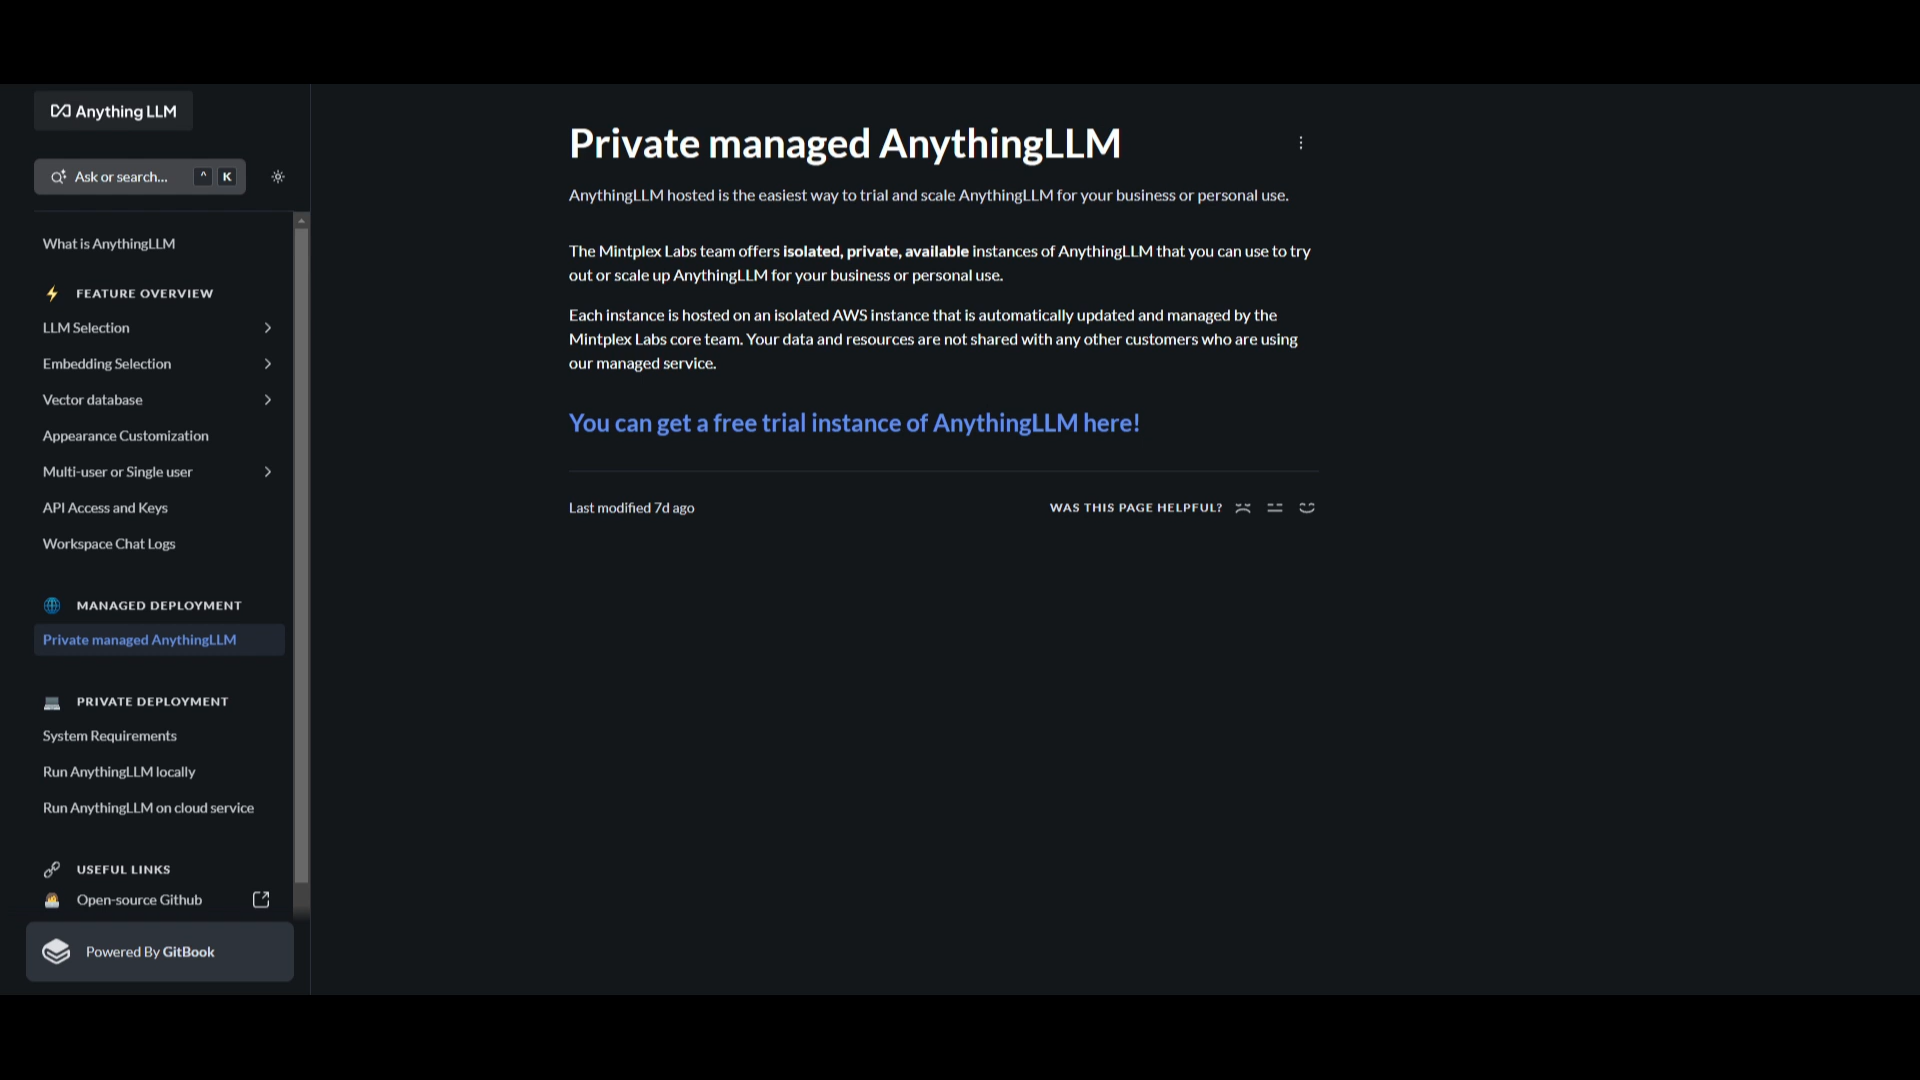 Anything LLM
Ask or search...
^ K
What is AnythingLLM
FEATURE OVERVIEW
LLM Selection
Embedding Selection
Vector database
Appearance Customization
Multi-user or Single user
API Access and Keys
Workspace Chat Logs
MANAGED DEPLOYMENT
Private managed AnythingLLM
PRIVATE DEPLOYMENT
System Requirements
Run AnythingLLM locally
Run AnythingLLM on cloud service
USEFUL LINKS
Open-source Github
Powered By GitBook
Private managed AnythingLLM
AnythingLLM hosted is the easiest way to trial and scale AnythingLLM for your business or personal use.
The Mintplex Labs team offers isolated, private, available instances of AnythingLLM that you can use to try
out or scale up AnythingLLM for your business or personal use.
Each instance is hosted on an isolated AWS instance that is automatically updated and managed by the
Mintplex Labs core team. Your data and resources are not shared with any other customers who are using
our managed service.
You can get a free trial instance of AnythingLLM here!
Last modified 7d ago
WAS THIS PAGE HELPFUL?